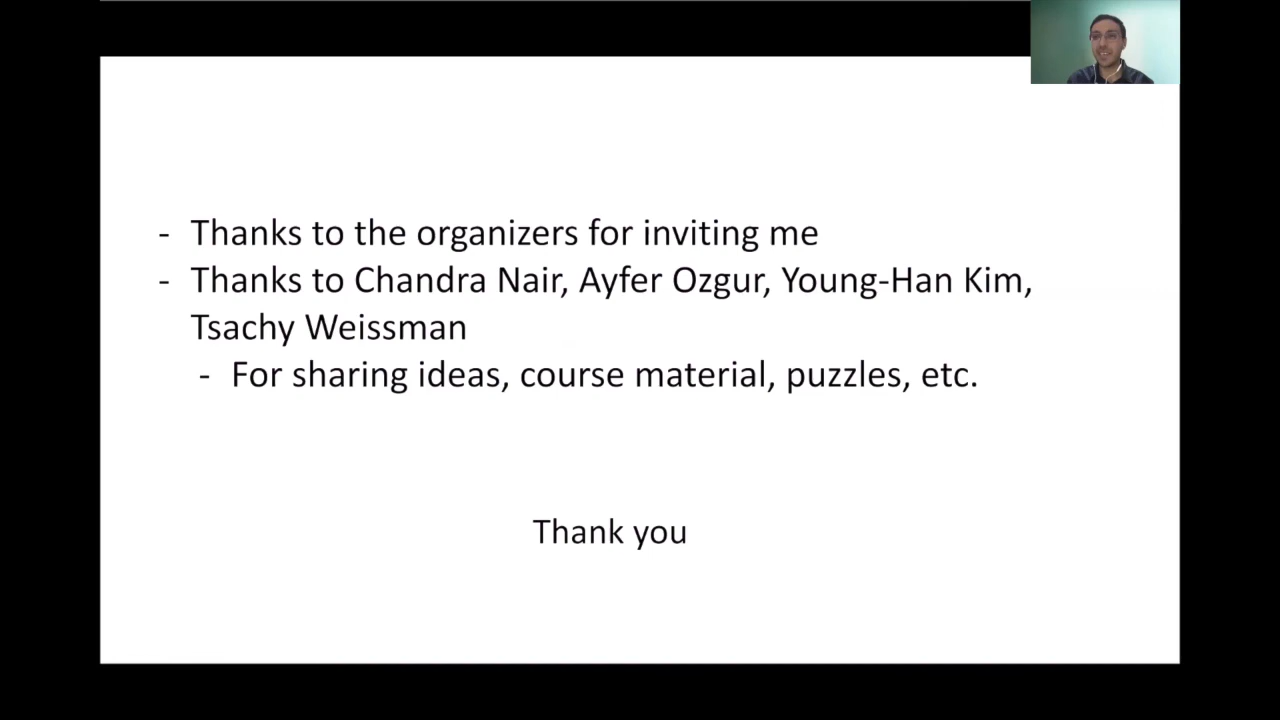 - Thanks to the organizers for inviting me
- Thanks to Chandra Nair, Ayfer Ozgur, Young-Han Kim,
Tsachy Weissman
- For sharing ideas, course material, puzzles, etc.
Thank you